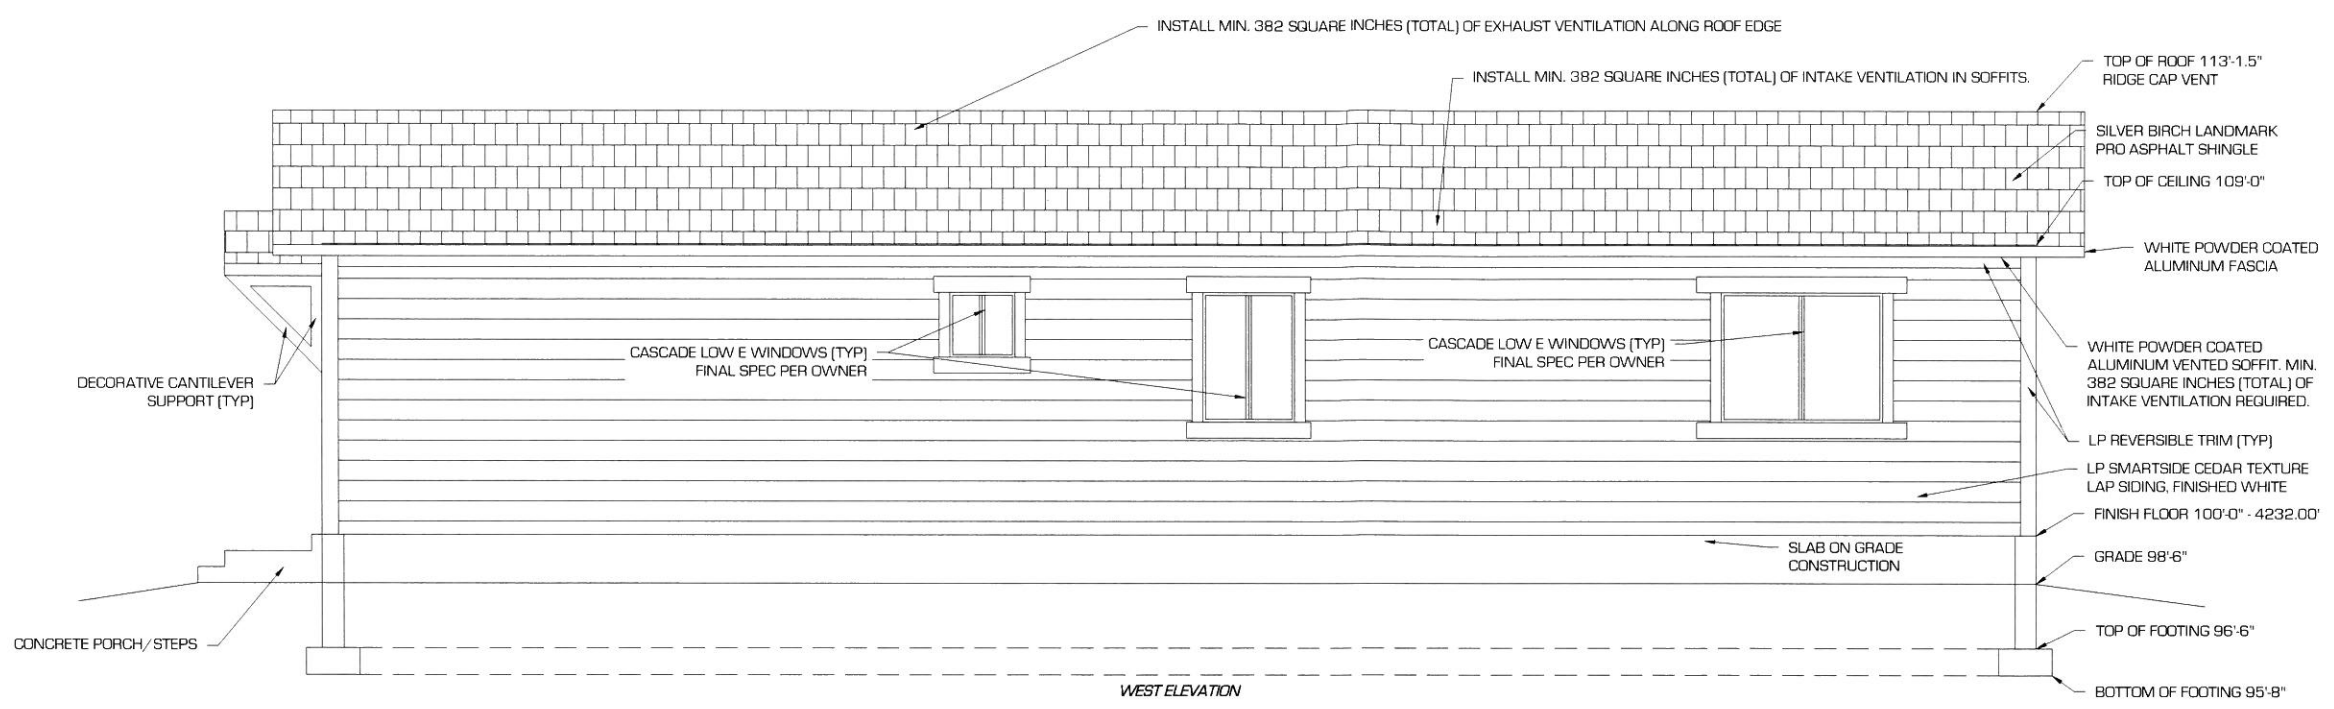 INSTALL MIN. 382 SQUARE INCHES (TOTAL) OF EXHAUST VENTILATION ALONG ROOF EDGE
INSTALL MIN. 382 SQUARE INCHES (TOTAL) OF INTAKE VENTILATION IN SOFFITS.
TOP OF ROOF 113'-1.5"
RIDGE CAP VENT
SILVER BIRCH LANDMARK
PRO ASPHALT SHINGLE
TOP OF CEILING 109'-0"
WHITE POWDER COATED
ALUMINUM FASCIA
CASCADE LOW E WINDOWS (TYP)
FINAL SPEC PER OWNER
CASCADE LOW E WINDOWS (TYP)
FINAL SPEC PER OWNER
WHITE POWDER COATED
ALUMINUM VENTED SOFFIT. MIN.
382 SQUARE INCHES (TOTAL) OF
INTAKE VENTILATION REQUIRED.
DECORATIVE CANTILEVER
SUPPORT (TYP)
LP REVERSIBLE TRIM (TYP)
LP SMARTSIDE CEDAR TEXTURE
LAP SIDING, FINISHED WHITE
FINISH FLOOR 100'-0" - 4232.00'
SLAB ON GRADE
CONSTRUCTION
GRADE 98'-6"
CONCRETE PORCH/STEPS
TOP OF FOOTING 96'-6"
WEST ELEVATION
BOTTOM OF FOOTING 95'-8"